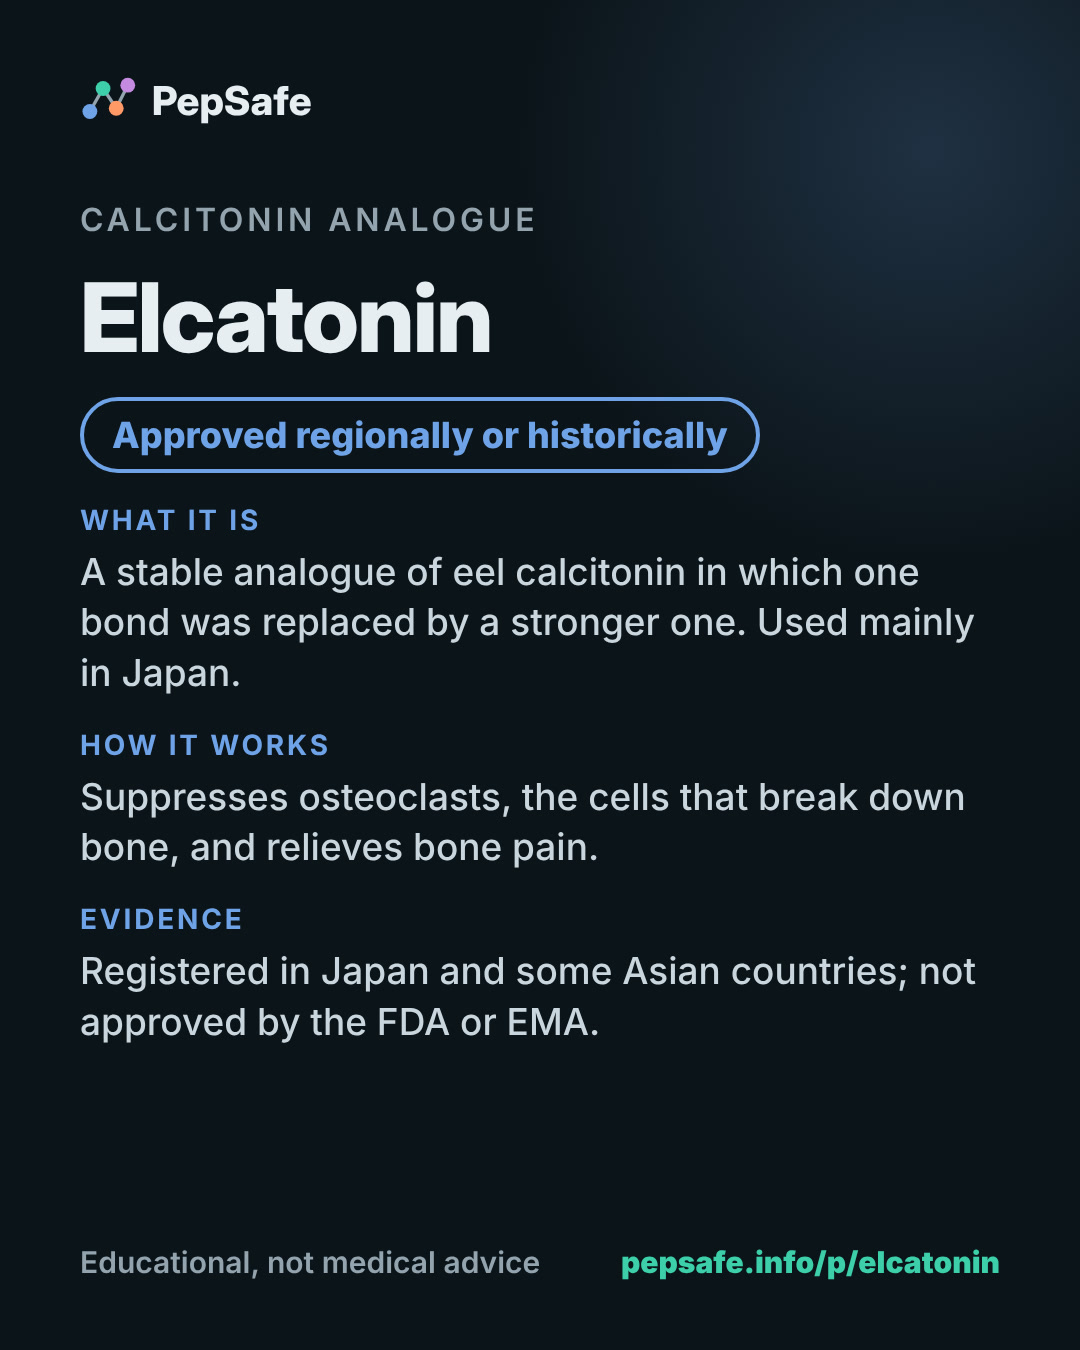 PepSafe
CALCITONIN ANALOGUE
Elcatonin
Approved regionally or historically
WHAT IT IS
A stable analogue of eel calcitonin in which one
bond was replaced by a stronger one. Used mainly
in Japan.
HOW IT WORKS
Suppresses osteoclasts, the cells that break down
bone, and relieves bone pain.
EVIDENCE
Registered in Japan and some Asian countries; not
approved by the FDA or EMA.
Educational, not medical advice
pepsafe.info/p/elcatonin